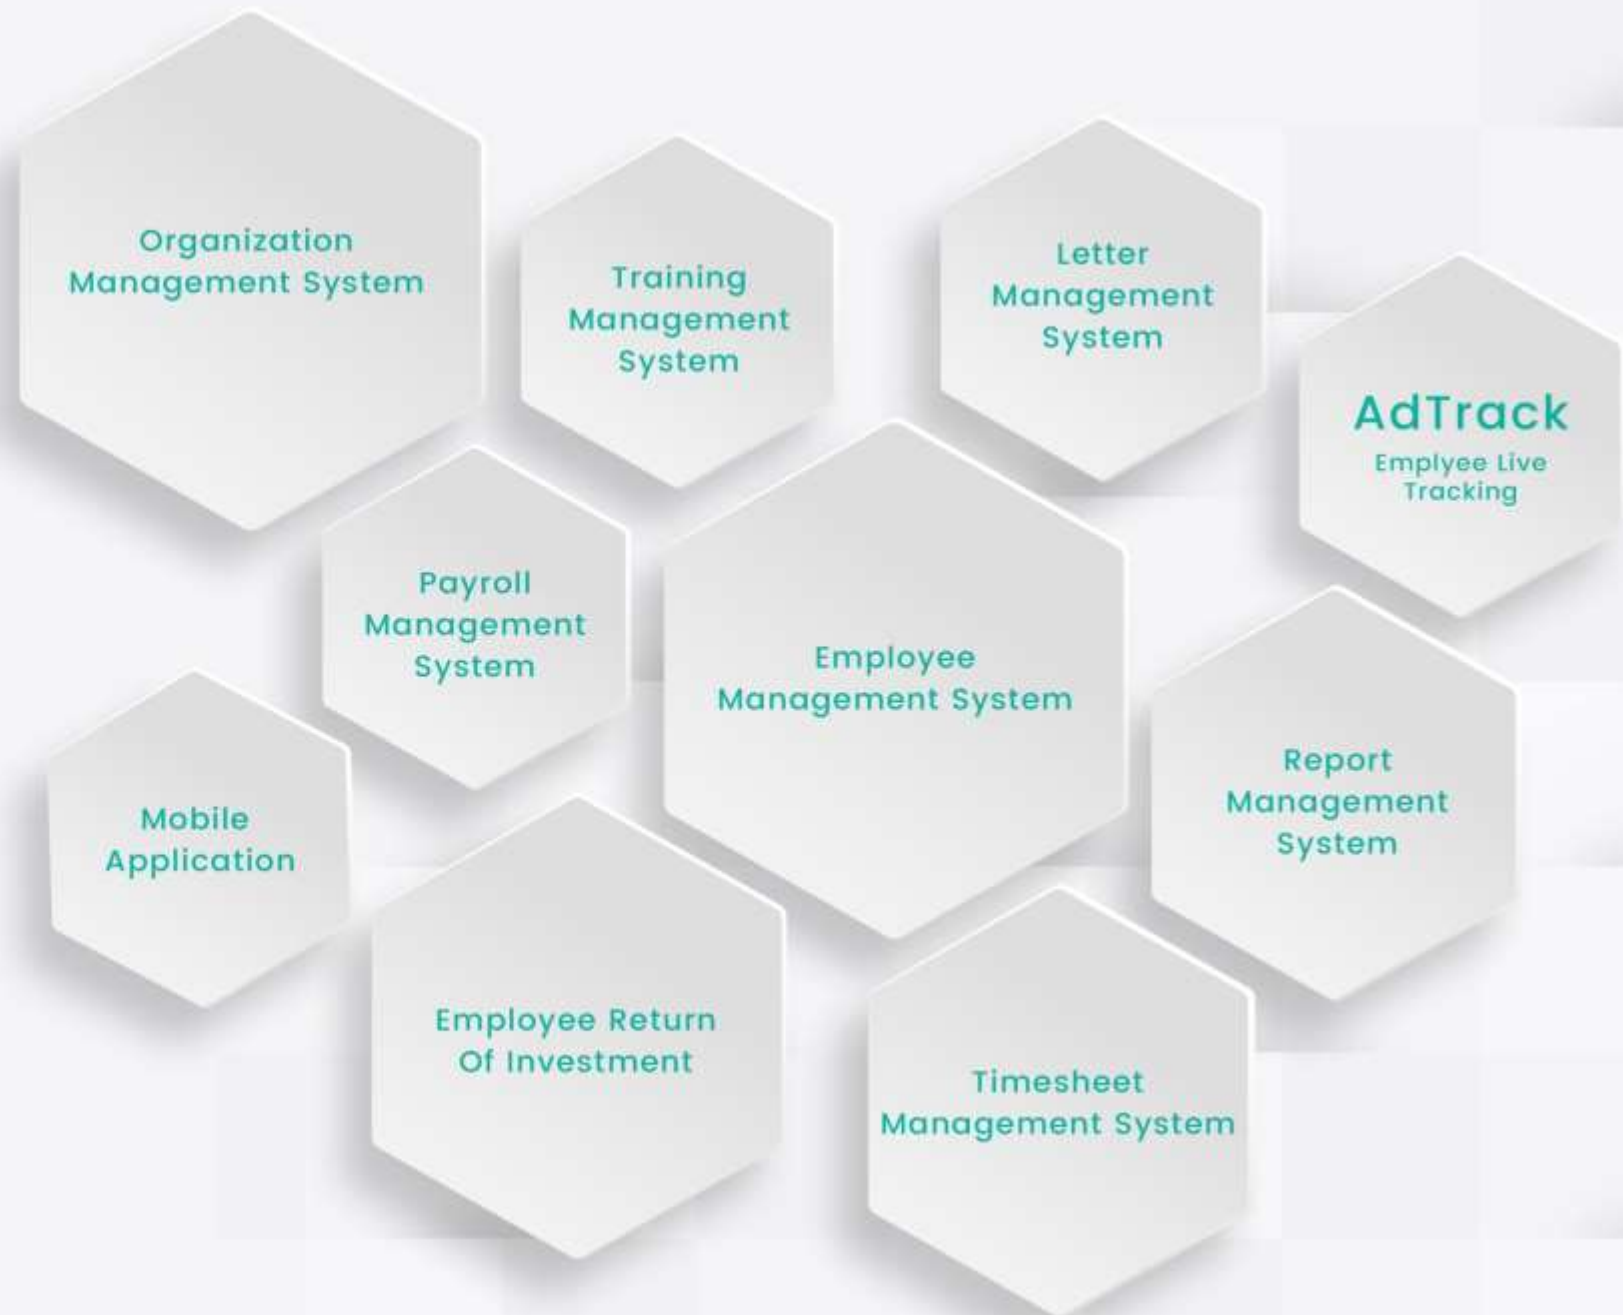 Organization
Management System
Training
Management
System
Letter
Management
System
AdTrack
Emplyee Live
Tracking
Payroll
Management
System
Employee
Management System
Report
Management
System
Mobile
Application
Employee Return
Of Investment
Timesheet
Management System